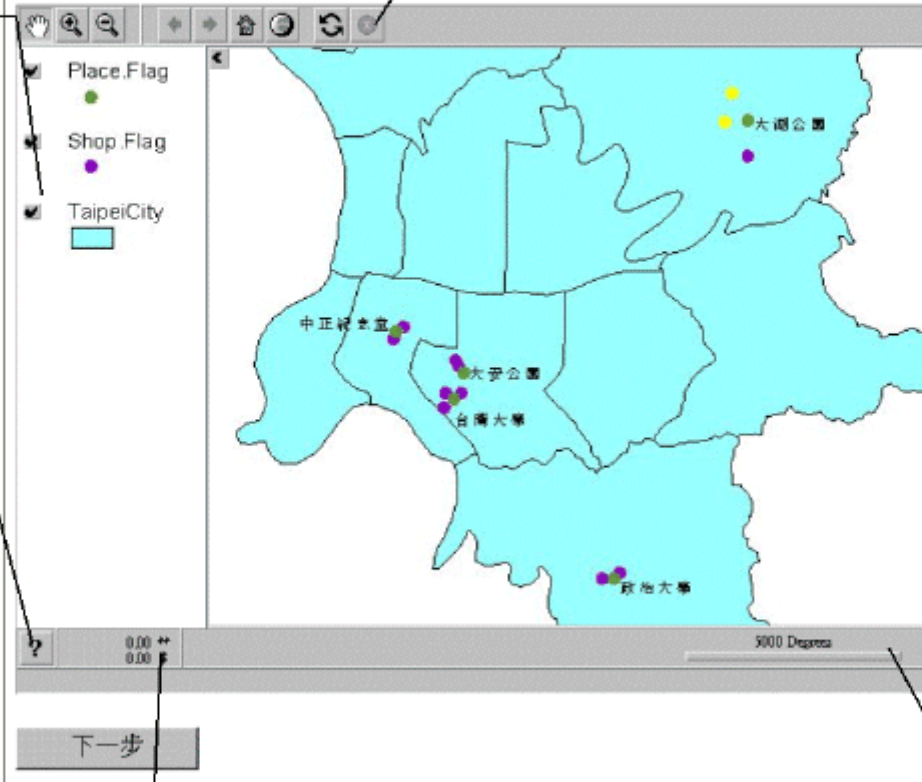 Place.Flag
Shop.Flag
TaipeiCity
大湖公園
中正紀念堂
大安公園
台灣大學
政治大學
?
0.00
0.00
5000 Degrees
下一步